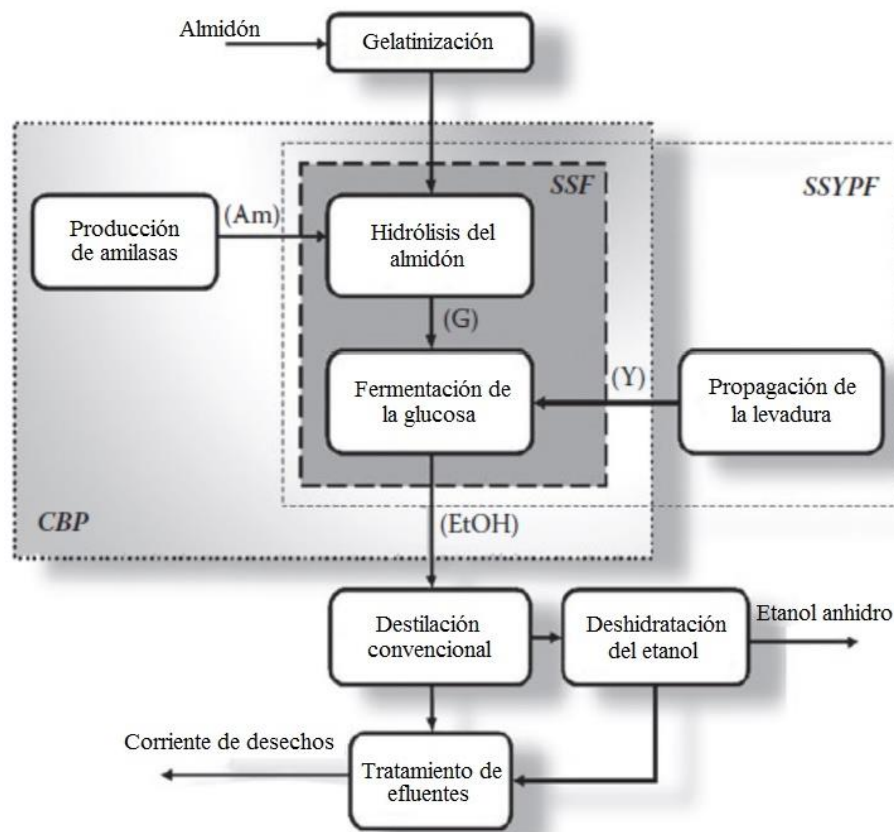 Almidón
Gelatinización
SSF
SSYPF
(Am)
Producción
de amilasas
Hidrólisis del
almidón
(G)
(Y)
Fermentación de
la glucosa
Propagación de
la levadura
CBP
(EtOH)
Destilación
convencional
Deshidratación
del etanol
Etanol anhidro
Corriente de desechos
Tratamiento de
efluentes